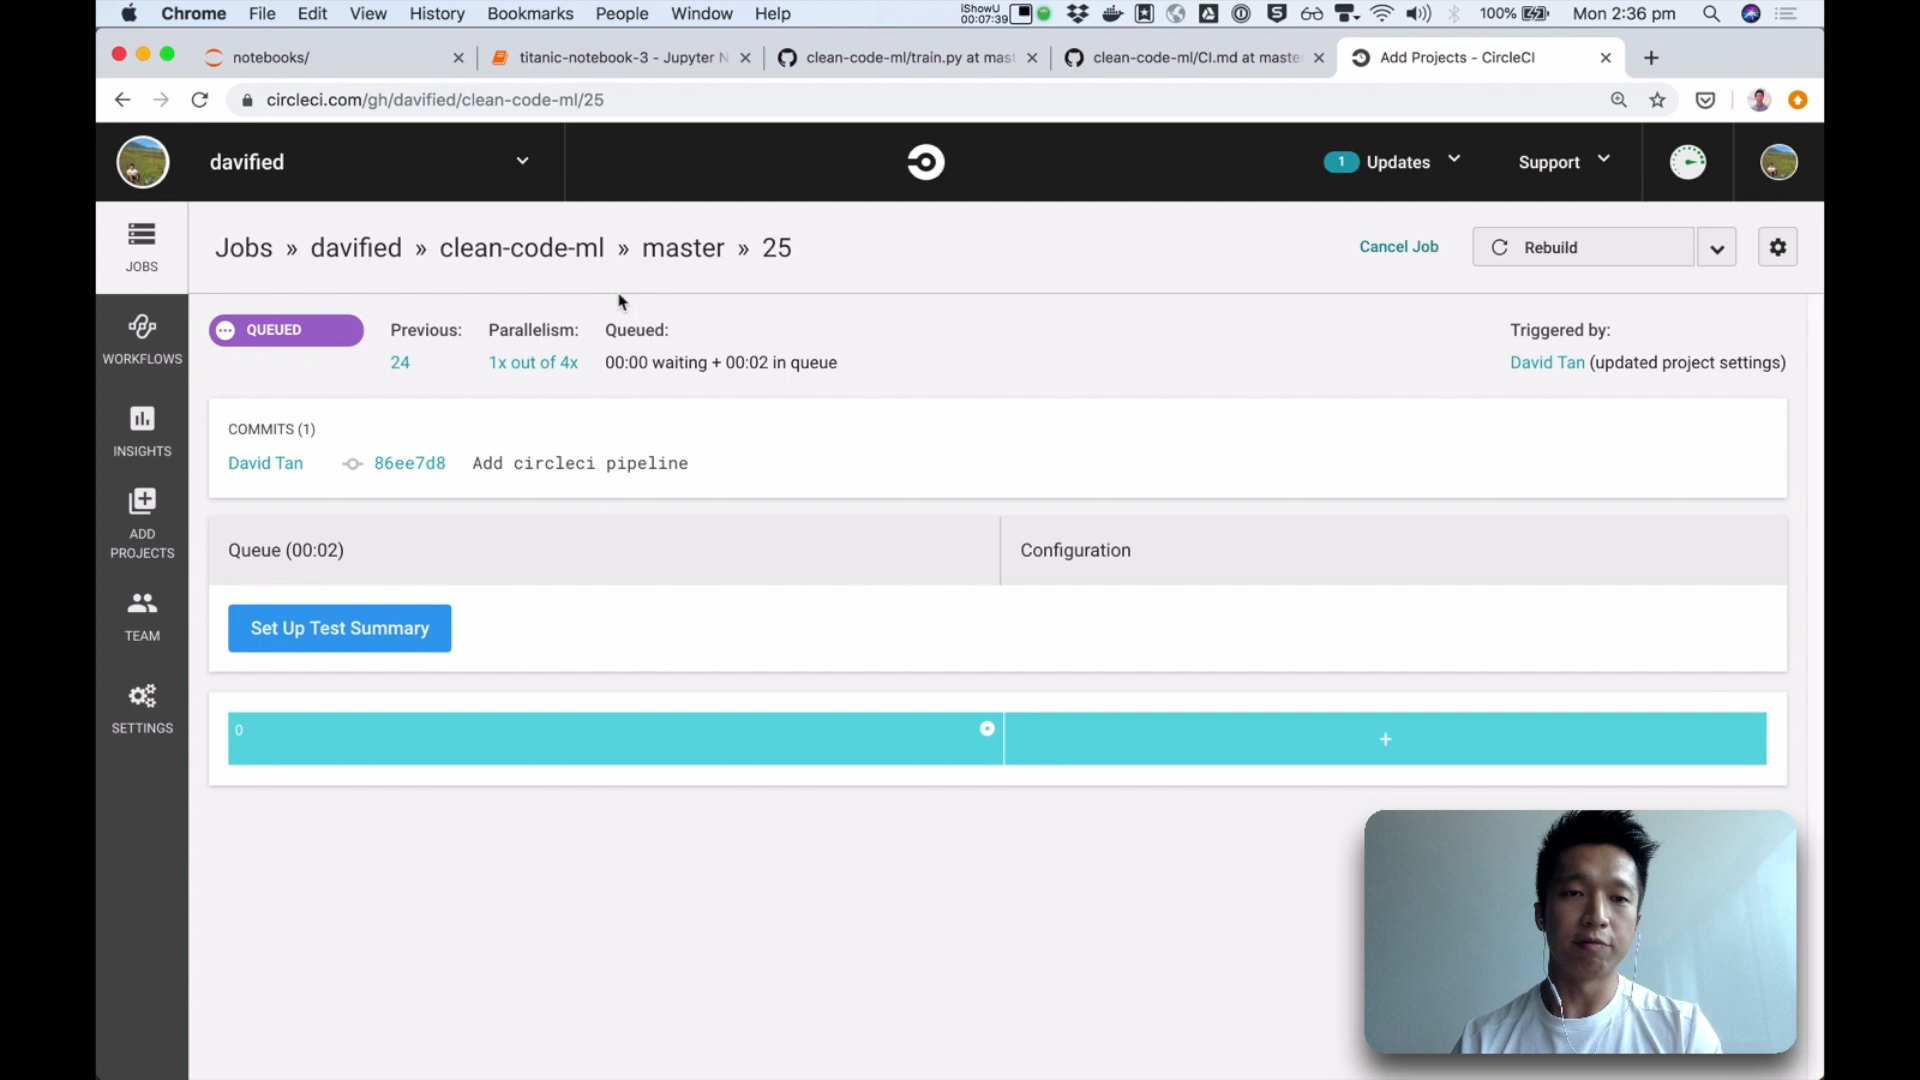 Chrome File Edit View History Bookmarks People Window Help iShowU 00:07:39 100% Mon 2:36 pm
notebooks/ titanic-notebook-3 - Jupyter N clean-code-ml/train.py at mast clean-code-ml/CI.md at maste Add Projects - CircleCI
circleci.com/gh/davified/clean-code-ml/25
davified 1 Updates Support
JOBS
Jobs » davified » clean-code-ml » master » 25 Cancel Job Rebuild
QUEUED Previous: Parallelism: Queued: Triggered by:
24 1x out of 4x 00:00 waiting + 00:02 in queue David Tan (updated project settings)
WORKFLOWS
COMMITS (1)
David Tan 86ee7d8 Add circleci pipeline
INSIGHTS
ADD
PROJECTS
Queue (00:02) Configuration
Set Up Test Summary
TEAM
SETTINGS
0 +